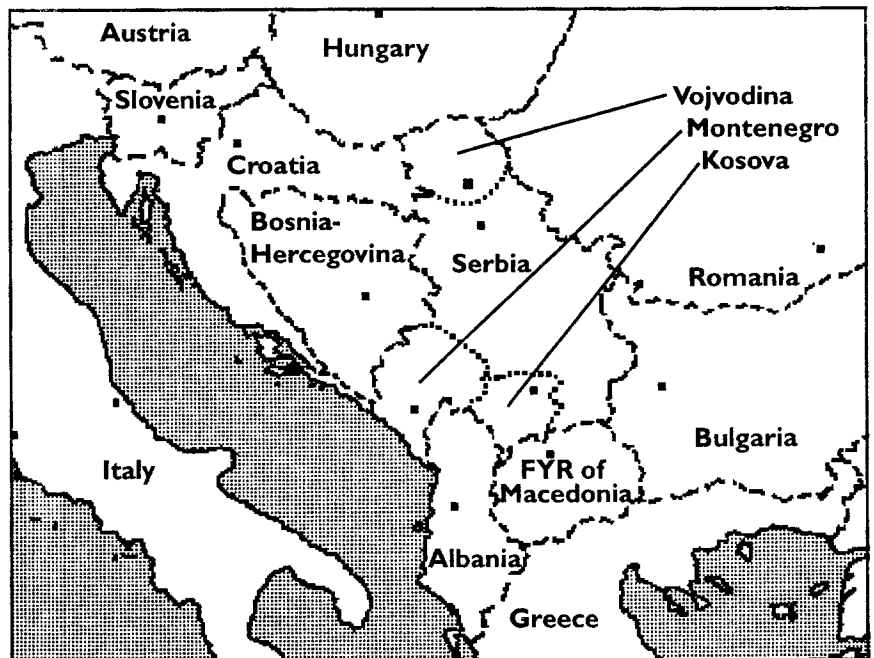 Austria
Hungary
Slovenia
Vojvodina
Montenegro
Kosova
Croatia
Bosnia-
Hercegovina
Serbia
Romania
Bulgaria
Italy
FYR of
Macedonia
Albania
Greece